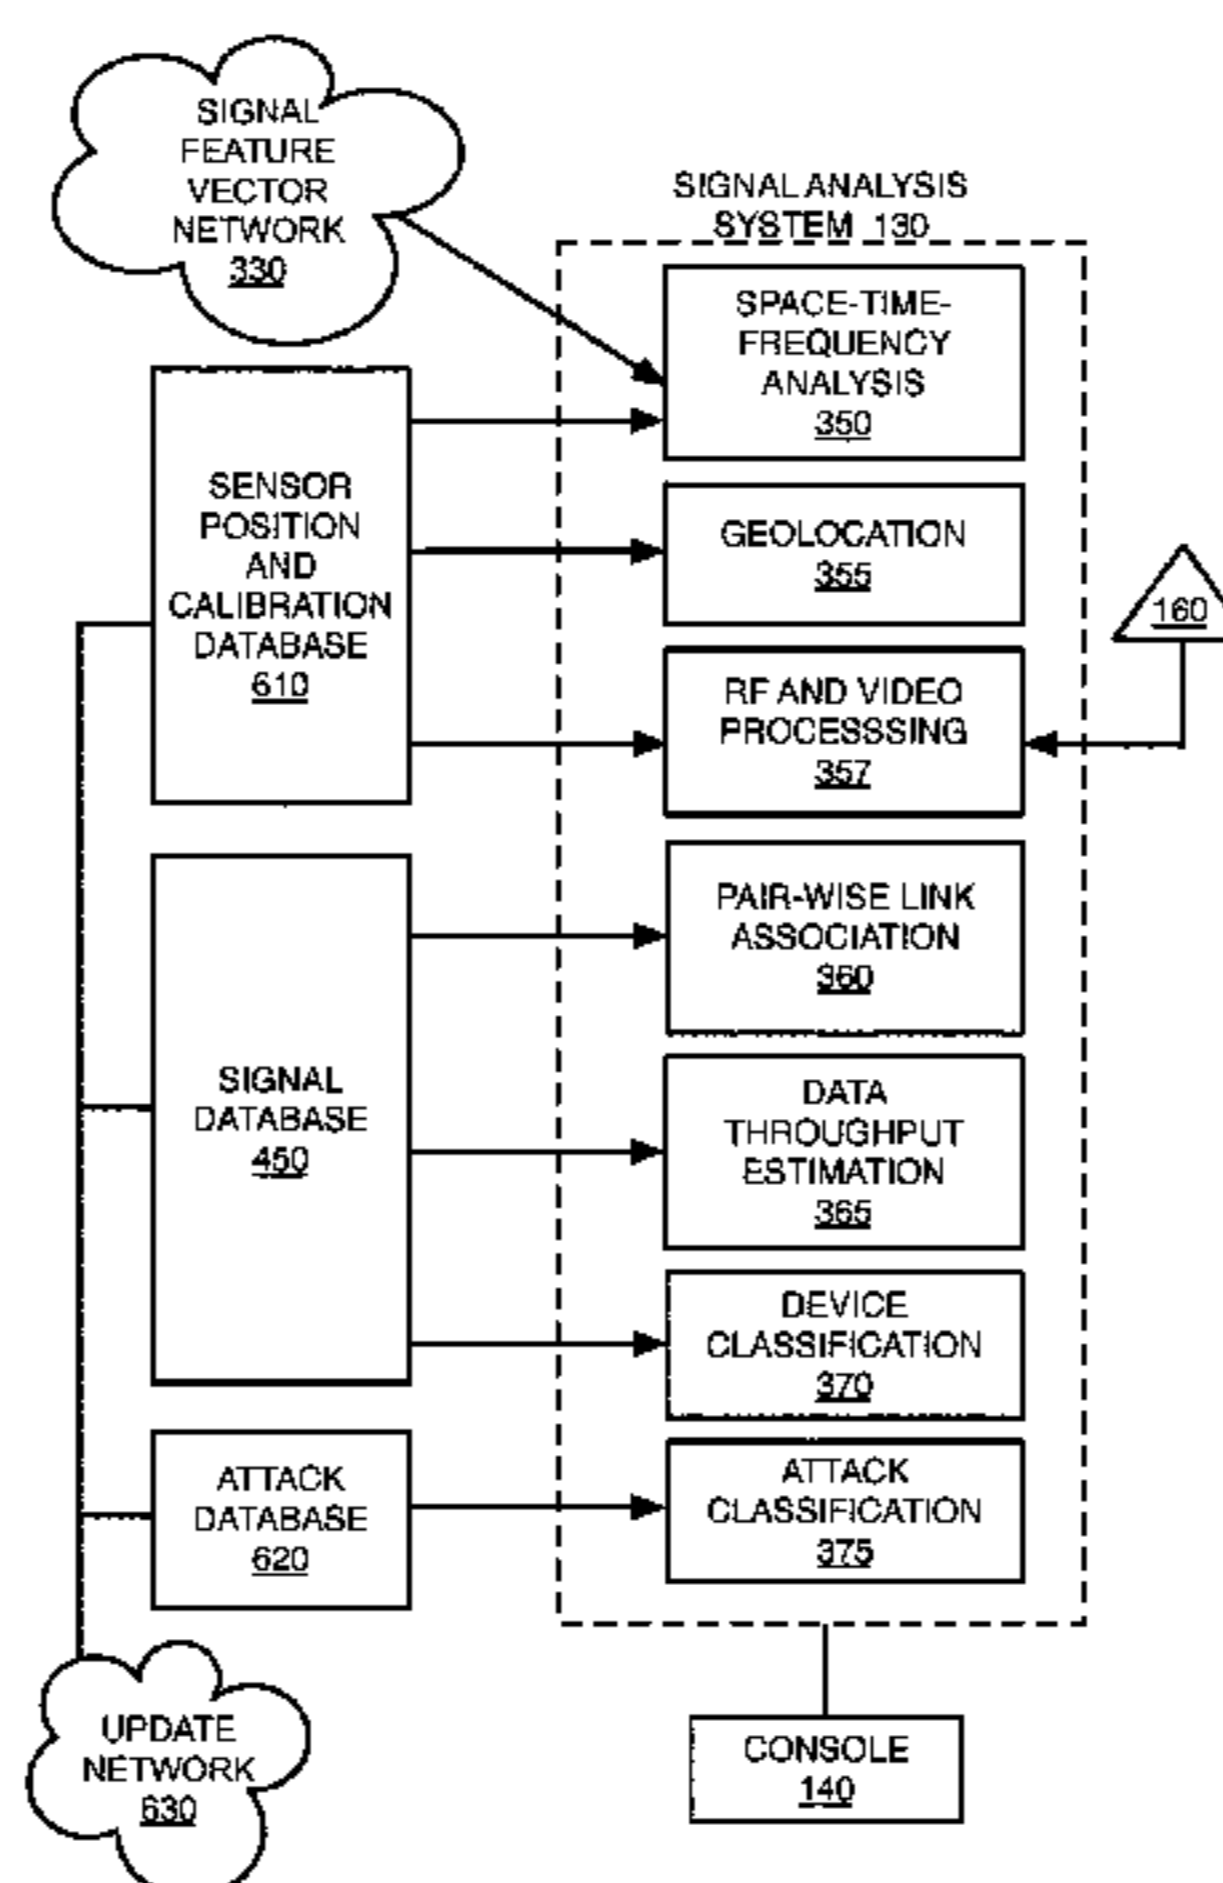 SIGNAL
FEATURE
VECTOR
NETWORK
330
SIGNAL ANALYSIS
SYSTEM 130
SPACE-TIME-
FREQUENCY
ANALYSIS
350
SENSOR
POSITION
AND
CALIBRATION
DATABASE
610
GEOLOCATION
355
160
RF AND VIDEO
PROCESSSING
357
PAIR-WISE LINK
ASSOCIATION
360
SIGNAL
DATABASE
450
DATA
THROUGHPUT
ESTIMATION
365
DEVICE
CLASSIFICATION
370
ATTACK
DATABASE
620
ATTACK
CLASSIFICATION
375
UPDATE
NETWORK
630
CONSOLE
140